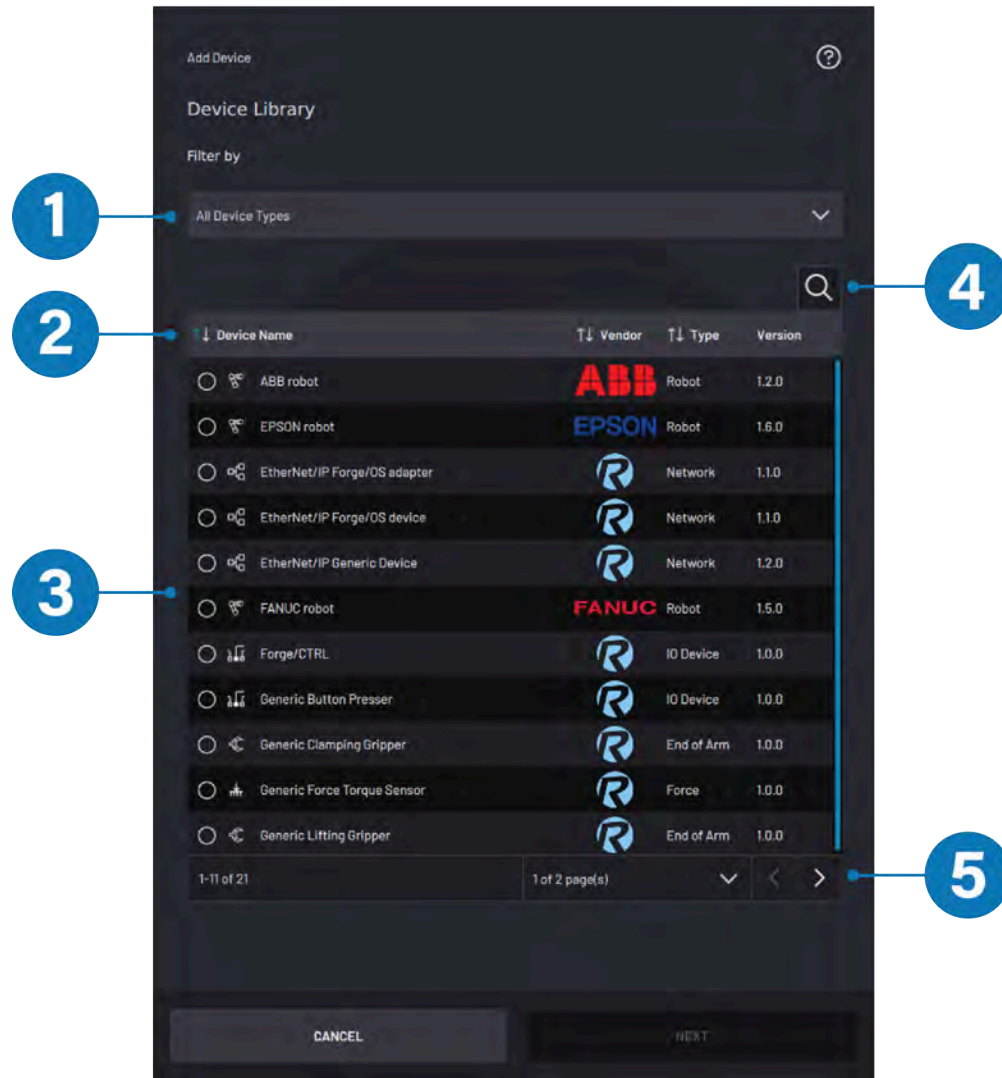 Add Device
Device Library
Filter by
1
All Device Types
4
2
Device Name Vendor Type Version
ABB robot ABB Robot 1.2.0
EPSON robot EPSON Robot 1.6.0
EtherNet/IP Forge/OS adapter R Network 1.1.0
EtherNet/IP Forge/OS device R Network 1.1.0
EtherNet/IP Generic Device R Network 1.2.0
3
FANUC robot FANUC Robot 1.5.0
Forge/CTRL R IO Device 1.0.0
Generic Button Presser R IO Device 1.0.0
Generic Clamping Gripper R End of Arm 1.0.0
Generic Force Torque Sensor R Force 1.0.0
Generic Lifting Gripper R End of Arm 1.0.0
1-11 of 21 1 of 2 page(s)
5
CANCEL NEXT